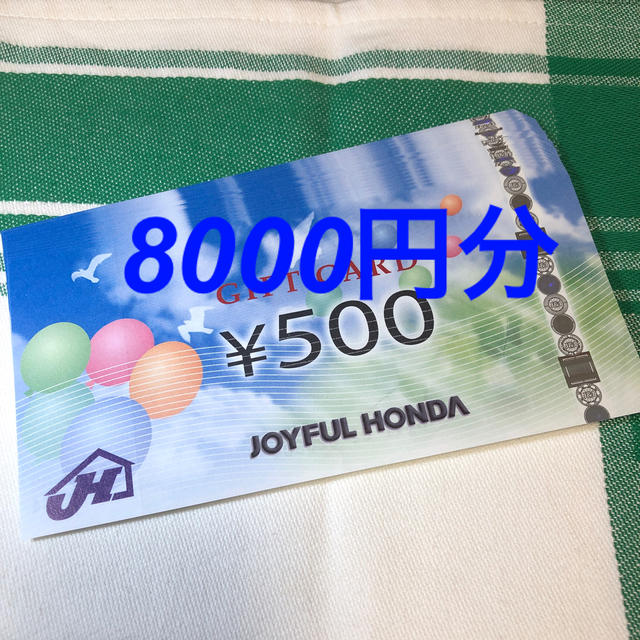 8000円分
GIFT CARD
¥500
JOYFUL HONDA
JH